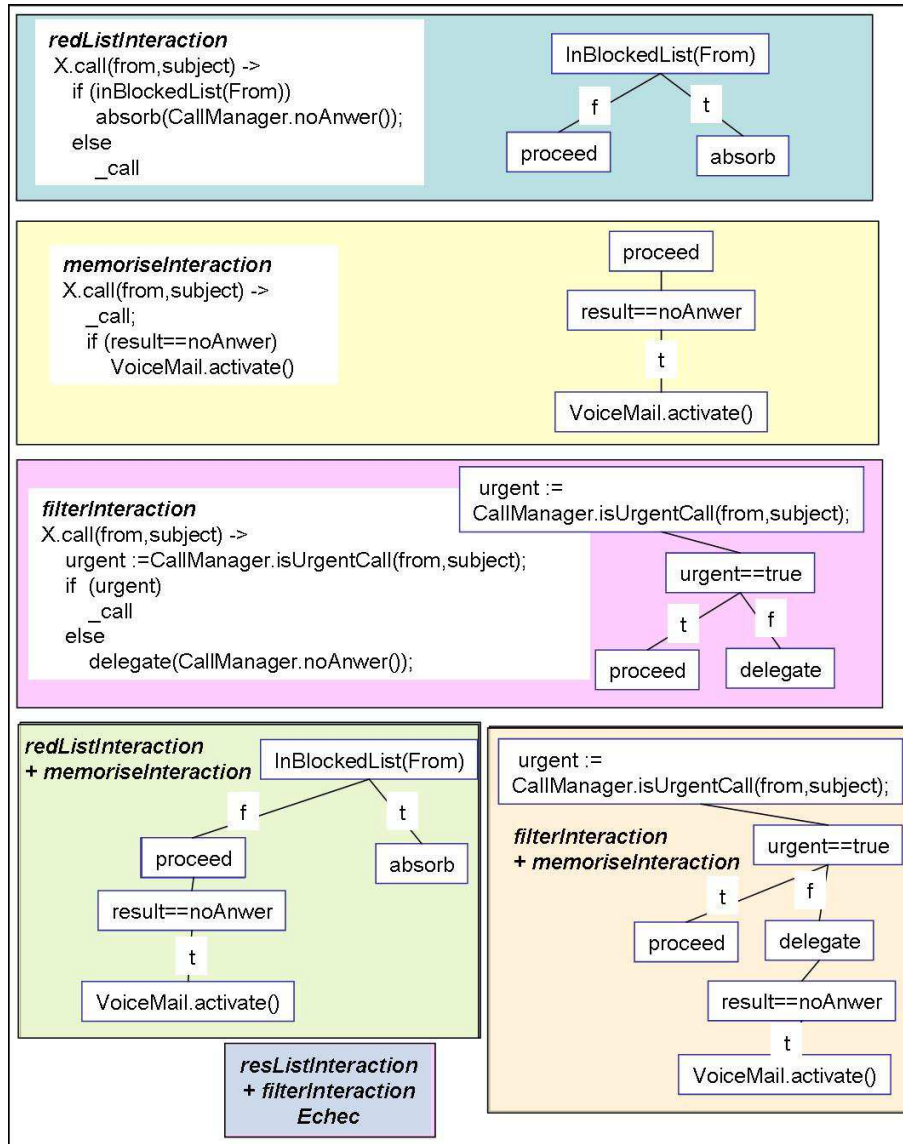 redListInteraction
X.call(from,subject) ->
if (inBlockedList(From))
absorb(CallManager.noAnwer());
else
_call
InBlockedList(From)
f
t
proceed
absorb
memoriseInteraction
X.call(from,subject) ->
_call;
if (result==noAnwer)
VoiceMail.activate()
proceed
result==noAnwer
t
VoiceMail.activate()
filterInteraction
X.call(from,subject) ->
urgent :=CallManager.isUrgentCall(from,subject);
if (urgent)
_call
else
delegate(CallManager.noAnwer());
urgent :=
CallManager.isUrgentCall(from,subject);
urgent==true
t
f
proceed
delegate
redListInteraction
+ memoriseInteraction
InBlockedList(From)
f
t
proceed
absorb
result==noAnwer
t
VoiceMail.activate()
urgent :=
CallManager.isUrgentCall(from,subject);
filterInteraction
+ memoriseInteraction
urgent==true
t
f
proceed
delegate
result==noAnwer
t
VoiceMail.activate()
resListInteraction
+ filterInteraction
Echec